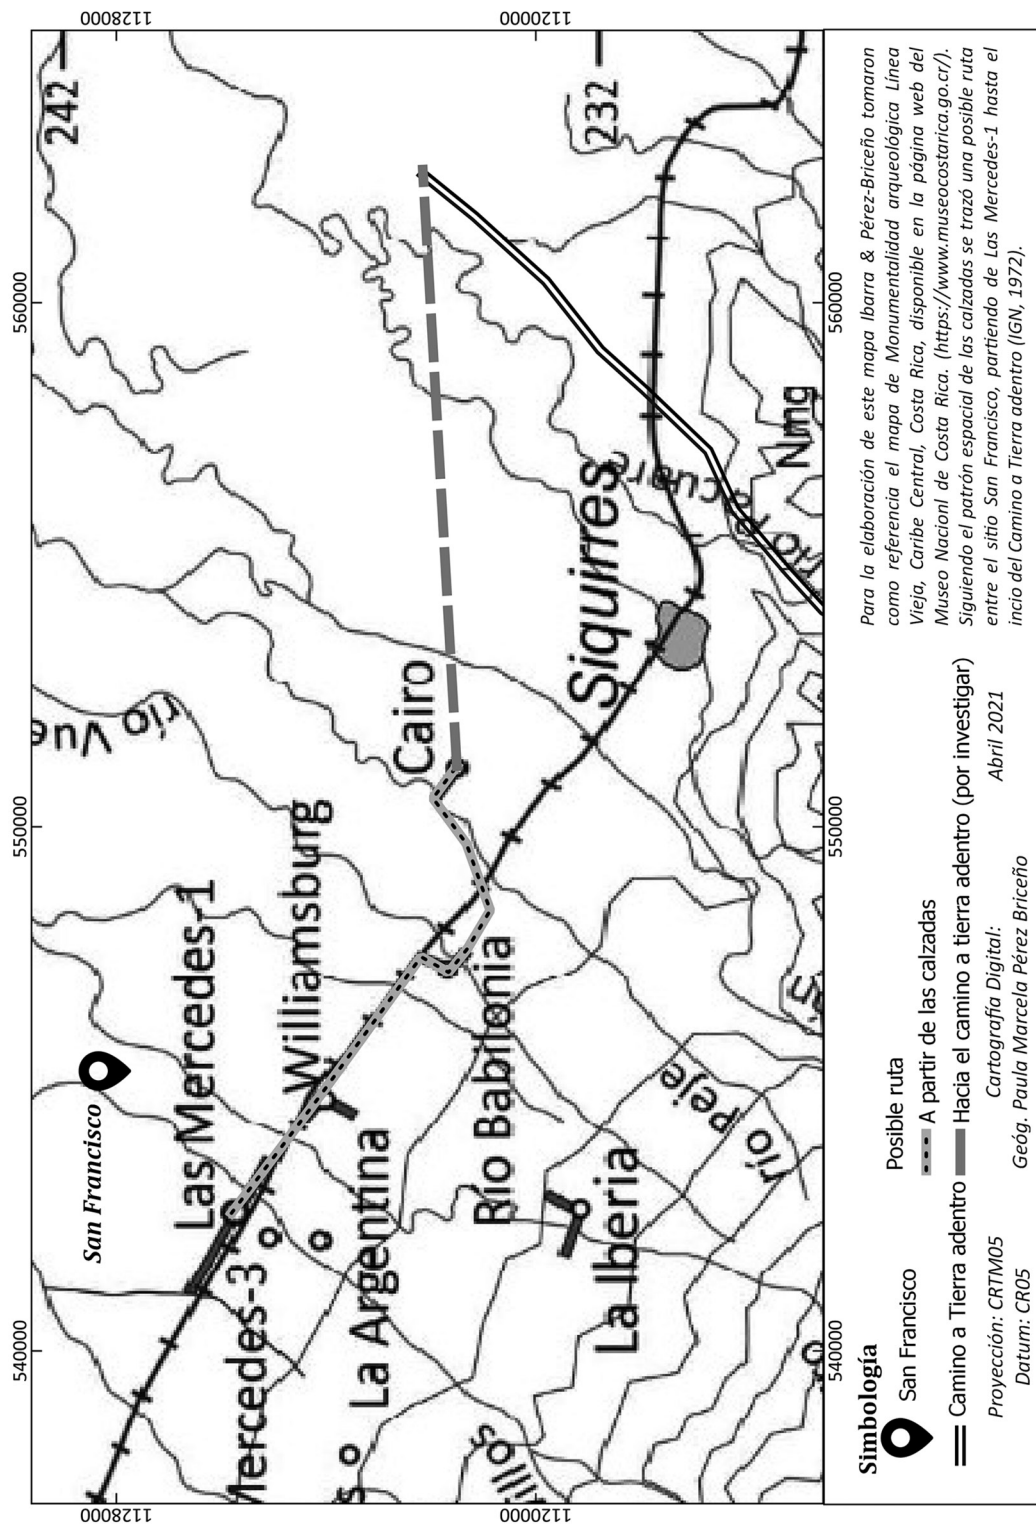 540000
550000
560000
1128000
1128000
242
San Francisco
río Vue
Las Mercedes-1
Williamsburg
Mercedes-3
Cairo
La Argentina
Río Babilonia
Siquirres
232
1120000
1120000
La Iberia
río Peje
Nmg
540000
550000
560000
Simbología
San Francisco
Camino a Tierra adentro
Posible ruta
A partir de las calzadas
Hacia el camino a tierra adentro (por investigar)
Proyección: CRTM05
Datum: CR05
Cartografía Digital:
Geóg. Paula Marcela Pérez Briceño
Abril 2021
Para la elaboración de este mapa Ibarra & Pérez-Briceño tomaron
como referencia el mapa de Monumentalidad arqueológica Línea
Vieja, Caribe Central, Costa Rica, disponible en la página web del
Museo Nacionl de Costa Rica. (https://www.museocostarica.go.cr/).
Siguiendo el patrón espacial de las calzadas se trazó una posible ruta
entre el sitio San Francisco, partiendo de Las Mercedes-1 hasta el
incio del Camino a Tierra adentro (IGN, 1972).